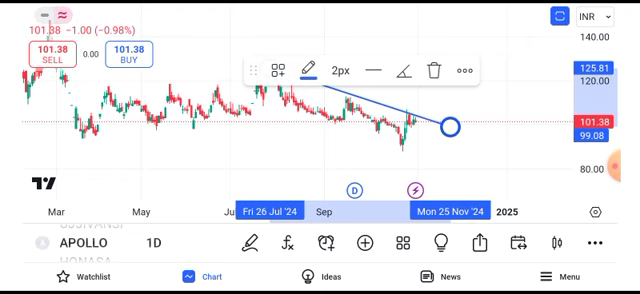 INR
140.00
101.38 −1.00 (−0.98%)
101.38
SELL
0.00
101.38
BUY
2px
125.81
120.00
101.38
99.08
80.00
D
Mar
May
Fri 26 Jul '24
Sep
Mon 25 Nov '24
2025
APOLLO
1D
HONASA
Watchlist
Chart
Ideas
News
Menu